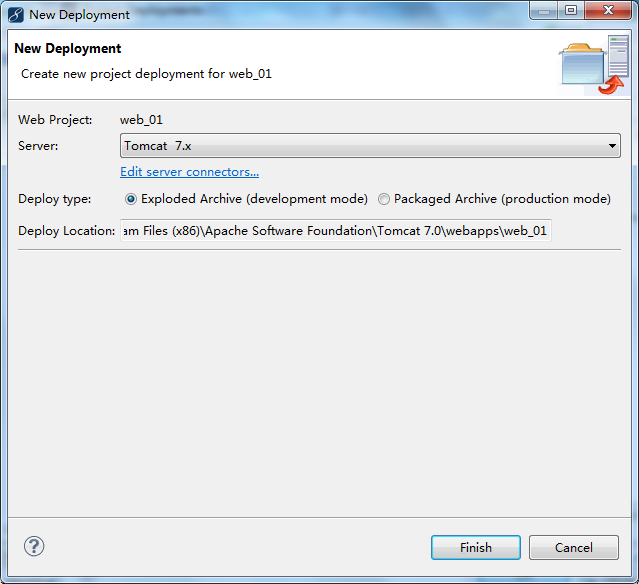 New Deployment
New Deployment
Create new project deployment for web_01
Web Project: web_01
Server: Tomcat 7.x
Edit server connectors...
Deploy type: Exploded Archive (development mode) Packaged Archive (production mode)
Deploy Location: am Files (x86)\Apache Software Foundation\Tomcat 7.0\webapps\web_01
?
Finish Cancel